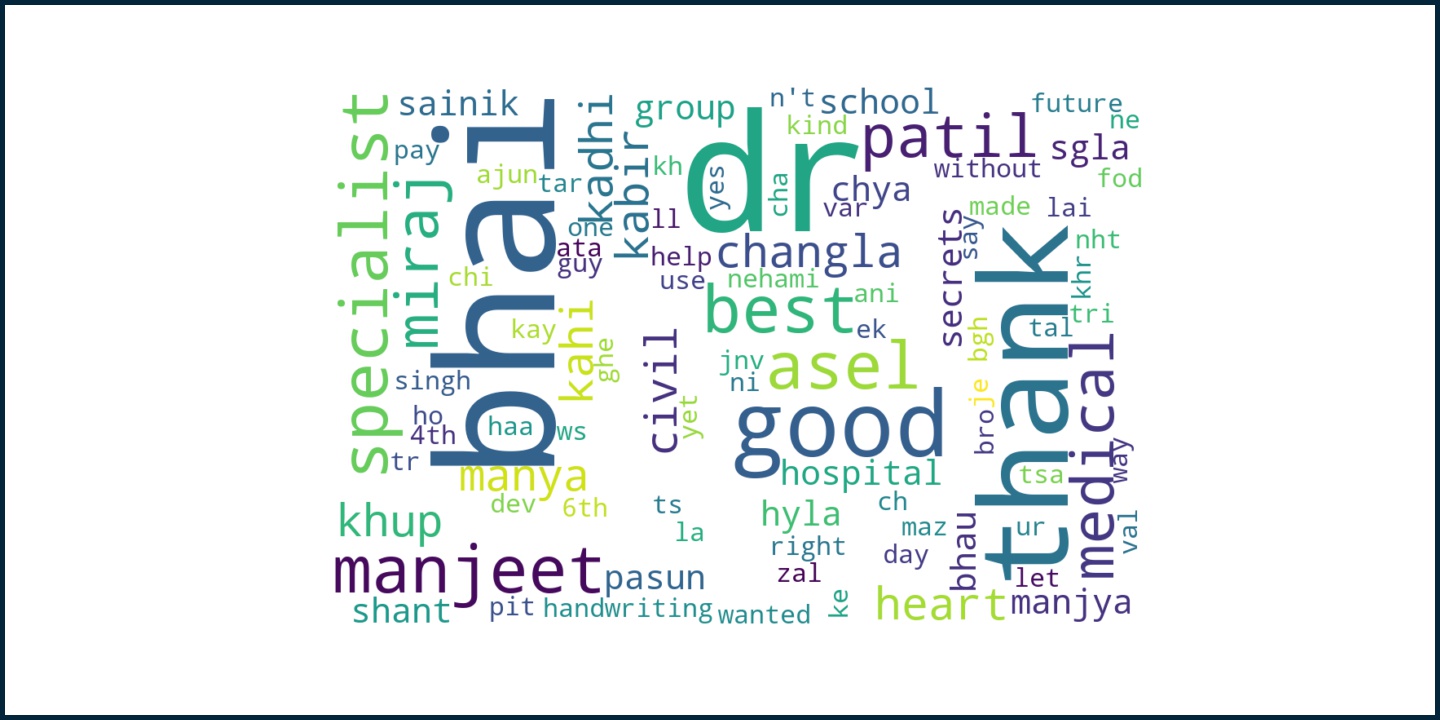 sainik
group
n't
school
future
ne
kind
patil
dr
bhai
specialist
miraj
pay
ajun
tar
kadhi
kabir
kh
yes
cha
chya
var
without
sgla
fod
ll
one
ata
guy
help
changla
use
nehami
secrets
say
made
lai
nht
khr
chi
kay
kahi
ghe
best
ani
ek
thank
tal
tri
bgh
je
singh
civil
jnv
ni
asel
medical
ho
4th
haa
ws
yet
good
bro
way
tr
manya
hospital
tsa
dev
6th
ts
la
hyla
ch
maz
ur
val
khup
right
day
bhau
manjeet
pasun
zal
let
shant
pit
handwriting
wanted
ke
heart
manjya